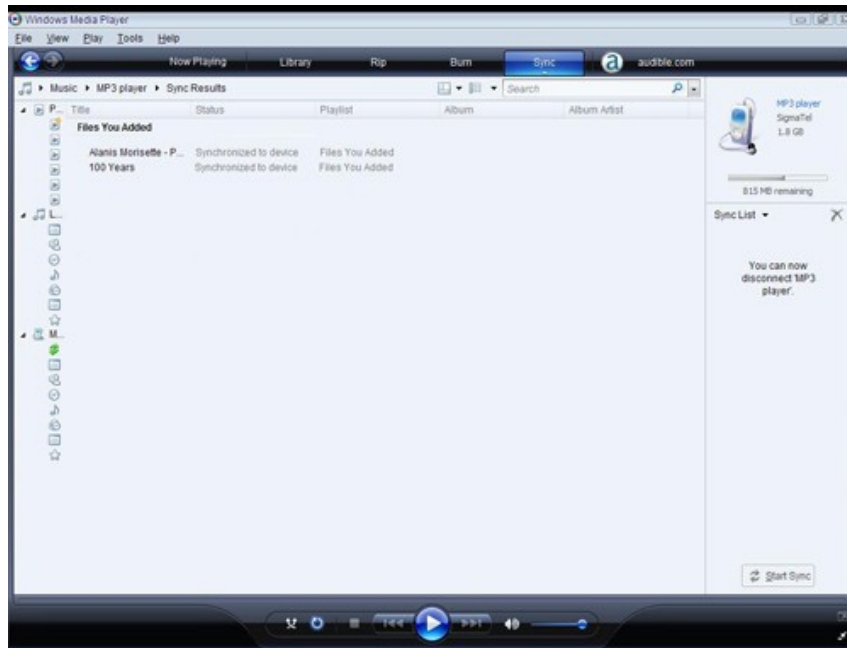 Windows Media Player
File View Play Tools Help
Now Playing Library Rip Burn Sync a audible.com
Music ▸ MP3 player ▸ Sync Results Search
P... Title Status Playlist Album Album Artist
Files You Added
Alanis Morisette - P... Synchronized to device Files You Added
100 Years Synchronized to device Files You Added
L...
M...
MP3 player
SigmaTel
1.8 GB
815 MB remaining
Sync List
You can now
disconnect 'MP3
player'.
Start Sync